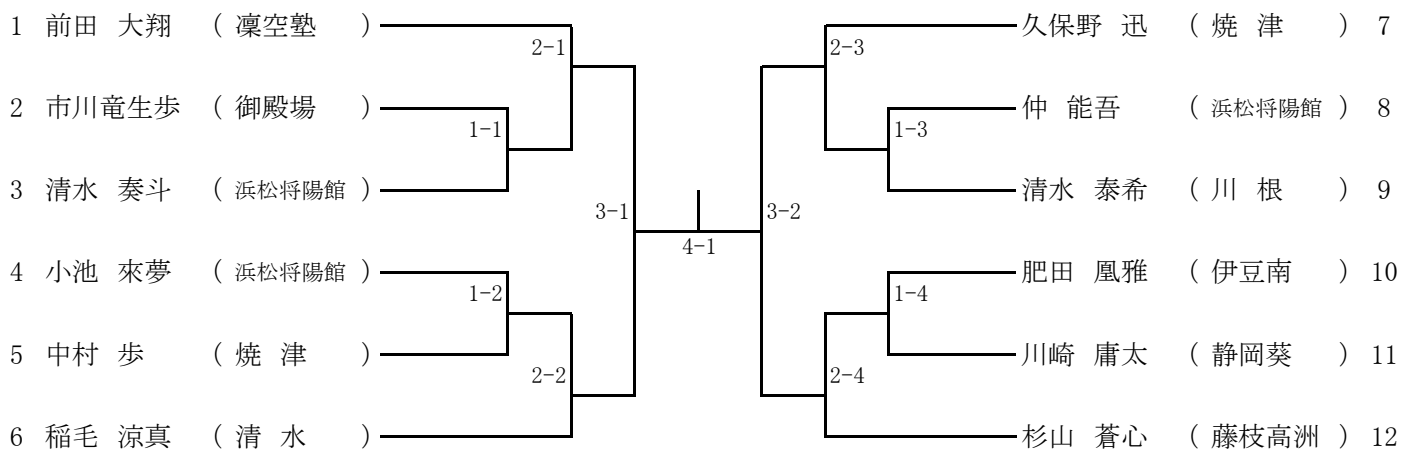 1 前田 大翔 ( 凜空塾 )
2-1
2 市川竜生歩 ( 御殿場 )
1-1
3 清水 奏斗 ( 浜松将陽館 )
3-1
4 小池 來夢 ( 浜松将陽館 )
1-2
5 中村 歩 ( 焼 津 )
2-2
6 稲毛 涼真 ( 清 水 )
4-1
久保野 迅 ( 焼 津 ) 7
2-3
仲 能吾 ( 浜松将陽館 ) 8
1-3
清水 泰希 ( 川 根 ) 9
3-2
肥田 凰雅 ( 伊豆南 ) 10
1-4
川崎 庸太 ( 静岡葵 ) 11
2-4
杉山 蒼心 ( 藤枝高洲 ) 12